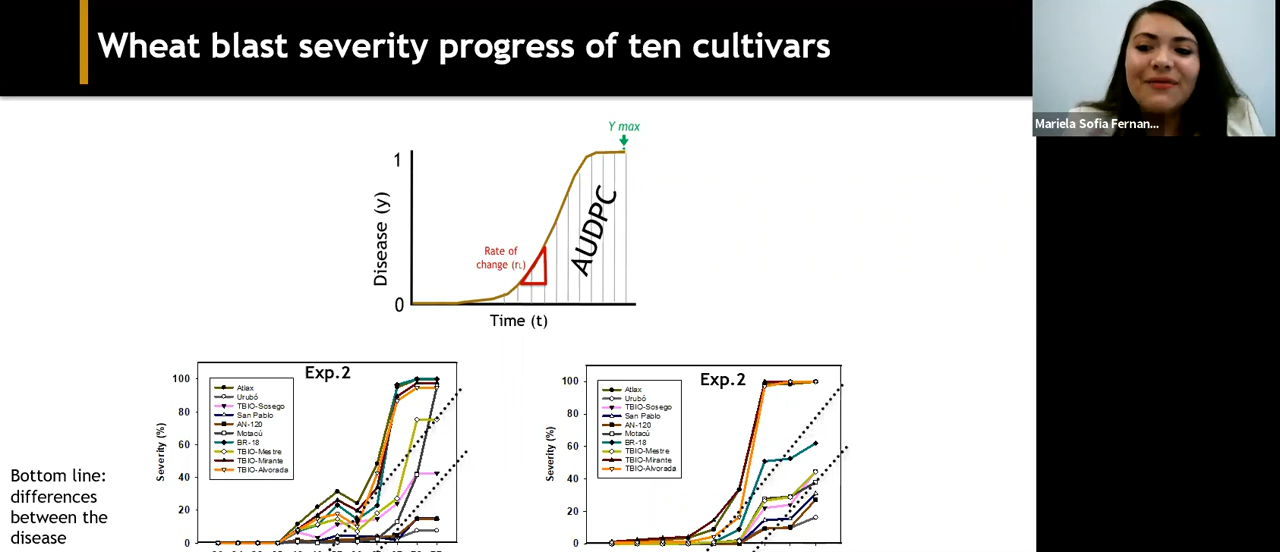 Wheat blast severity progress of ten cultivars
Mariela Sofia Fernan...
Y max
1
Disease (y)
AUDPC
Rate of
change (rL)
0
Time (t)
Exp.2
100
80
60
40
20
0
Severity (%)
Atlax
Urubó
TBIO-Sosego
San Pablo
AN-120
Motacú
BR-18
TBIO-Mestre
TBIO-Mirante
TBIO-Alvorada
Exp.2
100
80
60
40
20
0
Severity (%)
Atlax
Urubó
TBIO-Sosego
San Pablo
AN-120
Motacú
BR-18
TBIO-Mestre
TBIO-Mirante
TBIO-Alvorada
Bottom line:
differences
between the
disease